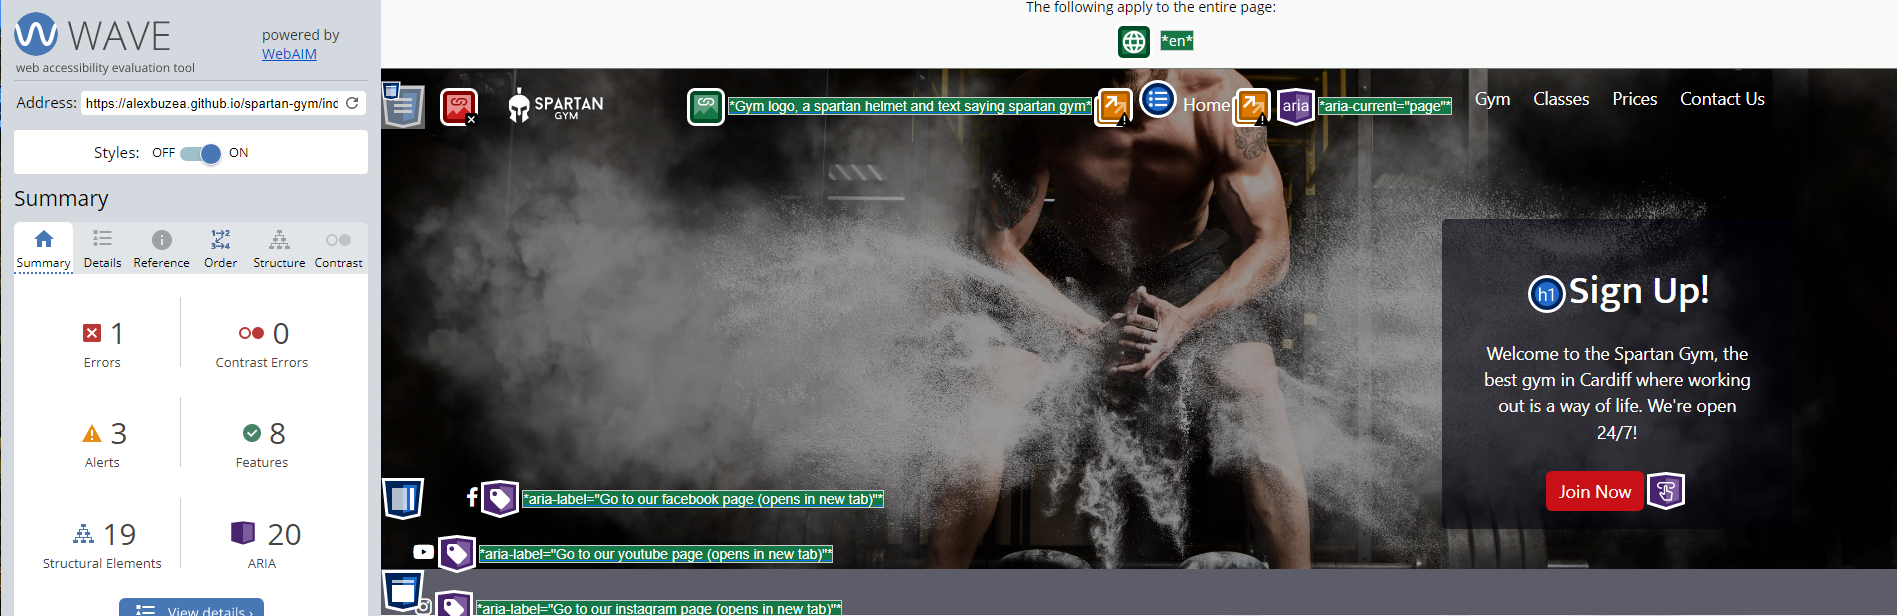 WAVE
powered by
WebAIM
web accessibility evaluation tool
Address: https://alexbuzea.github.io/spartan-gym/ind
Styles: OFF ON
Summary
Summary Details Reference Order Structure Contrast
1
Errors
0
Contrast Errors
3
Alerts
8
Features
19
Structural Elements
20
ARIA
View details ›
The following apply to the entire page:
*en*
SPARTAN
GYM
*Gym logo, a spartan helmet and text saying spartan gym*
Home
aria
*aria-current="page"*
Gym Classes Prices Contact Us
h1 Sign Up!
Welcome to the Spartan Gym, the
best gym in Cardiff where working
out is a way of life. We're open
24/7!
Join Now
*aria-label="Go to our facebook page (opens in new tab)"*
*aria-label="Go to our youtube page (opens in new tab)"*
*aria-label="Go to our instagram page (opens in new tab)"*